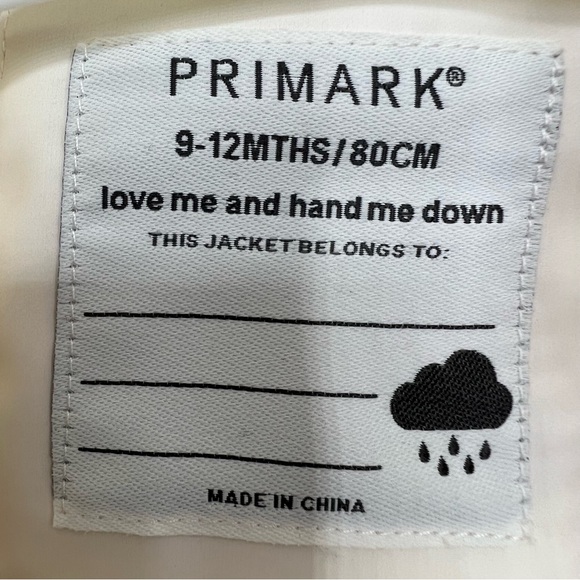 PRIMARK®
9-12MTHS/80CM
love me and hand me down
THIS JACKET BELONGS TO:
MADE IN CHINA